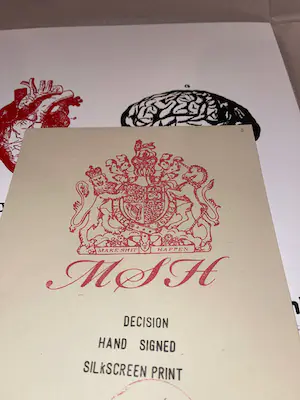 MAKE SHIT HAPPEN
MSH
DECISION
HAND SIGNED
SILKSCREEN PRINT